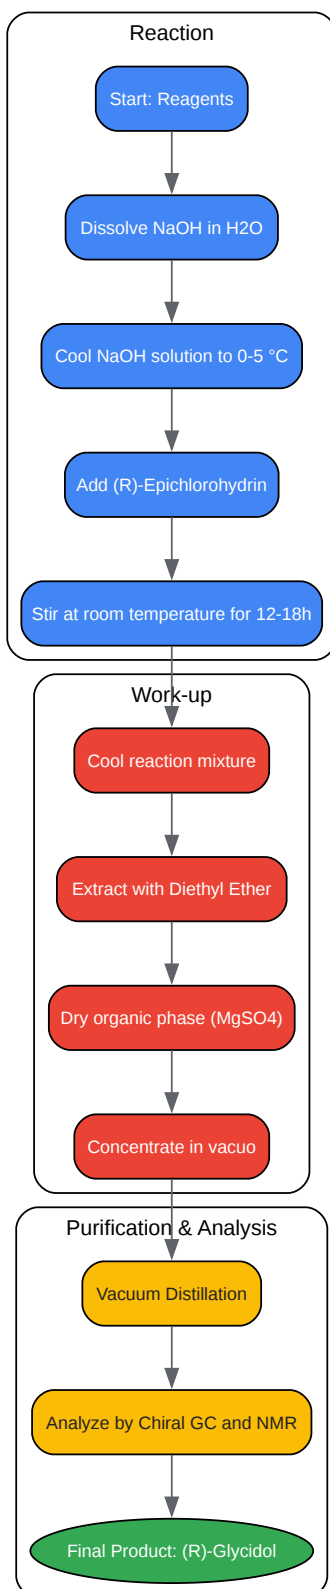 Reaction
Start: Reagents
Dissolve NaOH in H2O
Cool NaOH solution to 0-5 °C
Add (R)-Epichlorohydrin
Stir at room temperature for 12-18h
Work-up
Cool reaction mixture
Extract with Diethyl Ether
Dry organic phase (MgSO4)
Concentrate in vacuo
Purification & Analysis
Vacuum Distillation
Analyze by Chiral GC and NMR
Final Product: (R)-Glycidol